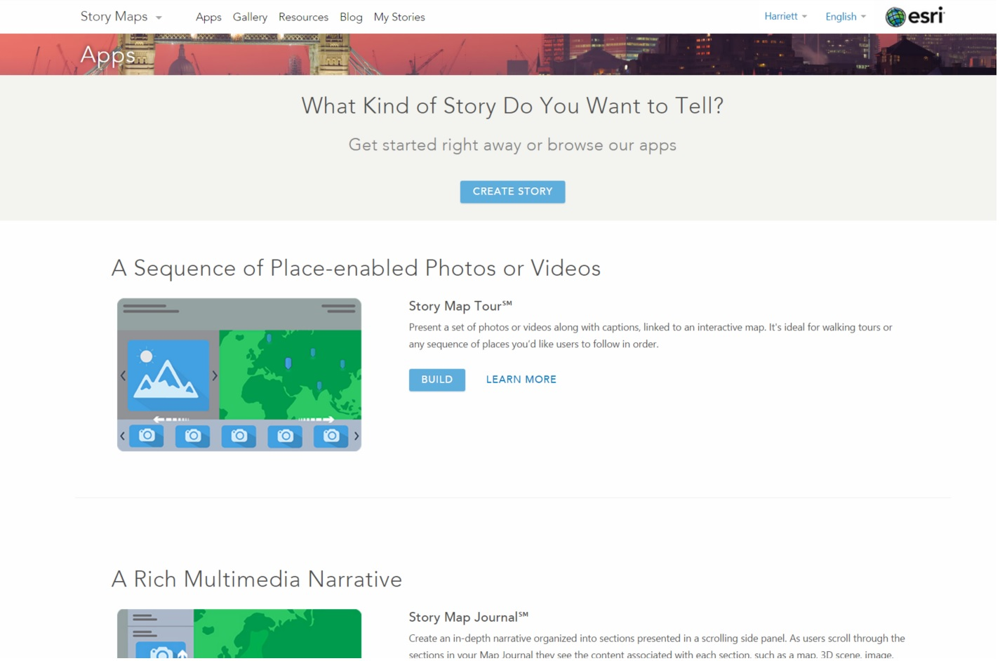 Story Maps
Apps Gallery Resources Blog My Stories
Harriett English esri
Apps
What Kind of Story Do You Want to Tell?
Get started right away or browse our apps
CREATE STORY
A Sequence of Place-enabled Photos or Videos
Story Map Tour℠
Present a set of photos or videos along with captions, linked to an interactive map. It's ideal for walking tours or
any sequence of places you'd like users to follow in order.
BUILD LEARN MORE
A Rich Multimedia Narrative
Story Map Journal℠
Create an in-depth narrative organized into sections presented in a scrolling side panel. As users scroll through the
sections in your Map Journal they see the content associated with each section, such as a map, 3D scene, image,